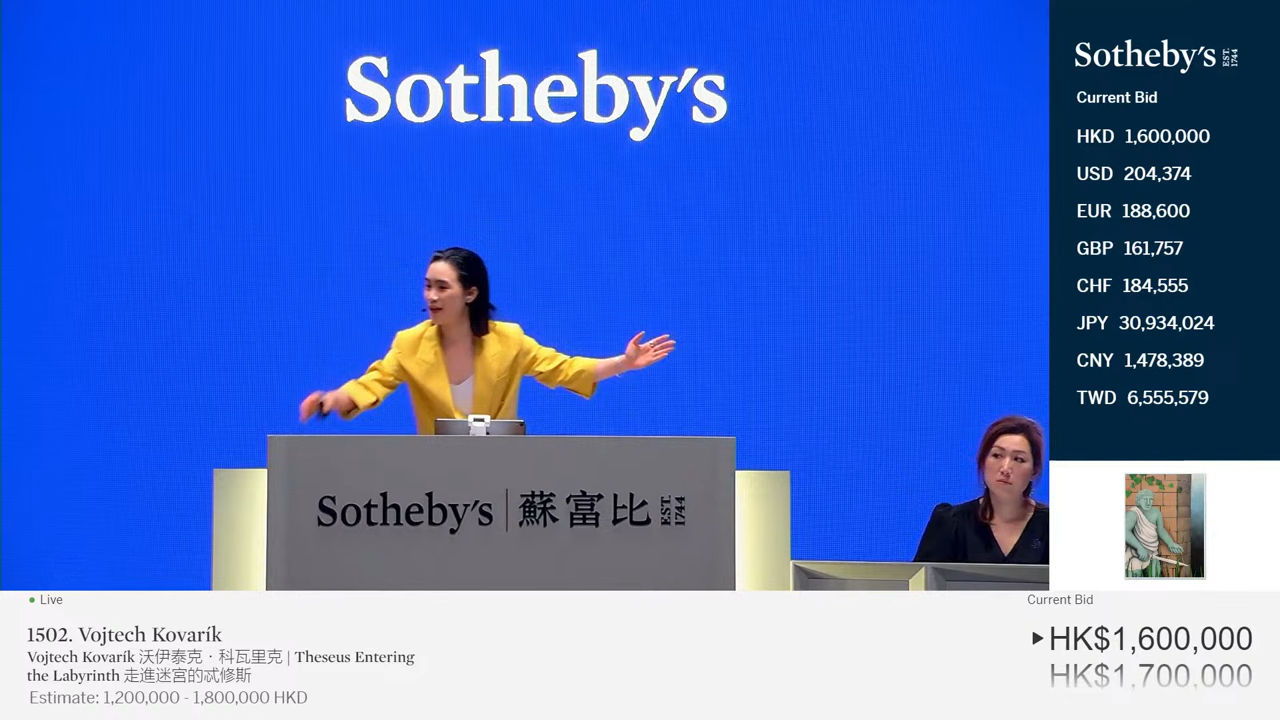 Sotheby's
Sotheby's | 蘇富比 EST. 1744
Sotheby's EST. 1744
Current Bid
HKD 1,600,000
USD 204,374
EUR 188,600
GBP 161,757
CHF 184,555
JPY 30,934,024
CNY 1,478,389
TWD 6,555,579
Live
1502. Vojtech Kovarík
Vojtech Kovarík 沃伊泰克・科瓦里克 | Theseus Entering
the Labyrinth 走進迷宮的忒修斯
Estimate: 1,200,000 - 1,800,000 HKD
Current Bid
HK$1,600,000
HK$1,700,000